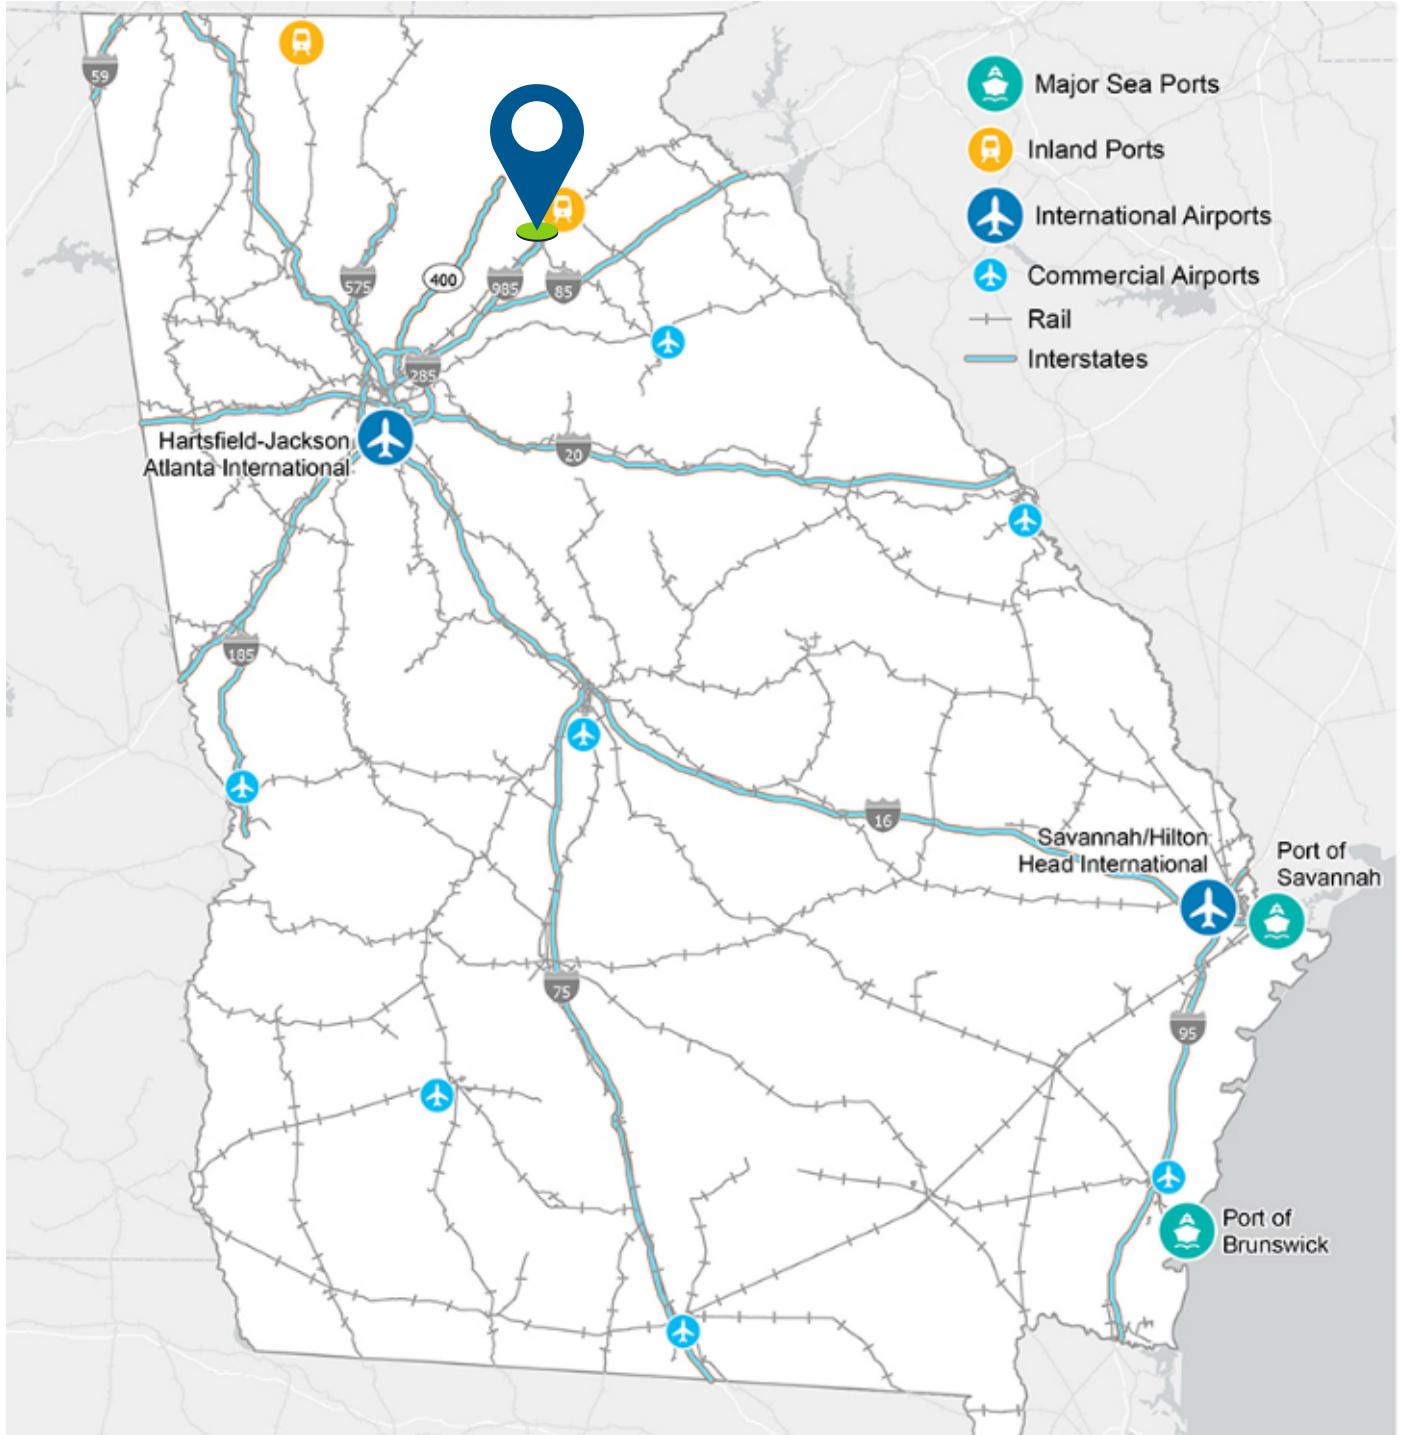 59
Major Sea Ports
Inland Ports
International Airports
Commercial Airports
Rail
Interstates
575
400
985
85
285
Hartsfield-Jackson
Atlanta International
20
185
16
Savannah/Hilton
Head International
Port of
Savannah
75
95
Port of
Brunswick